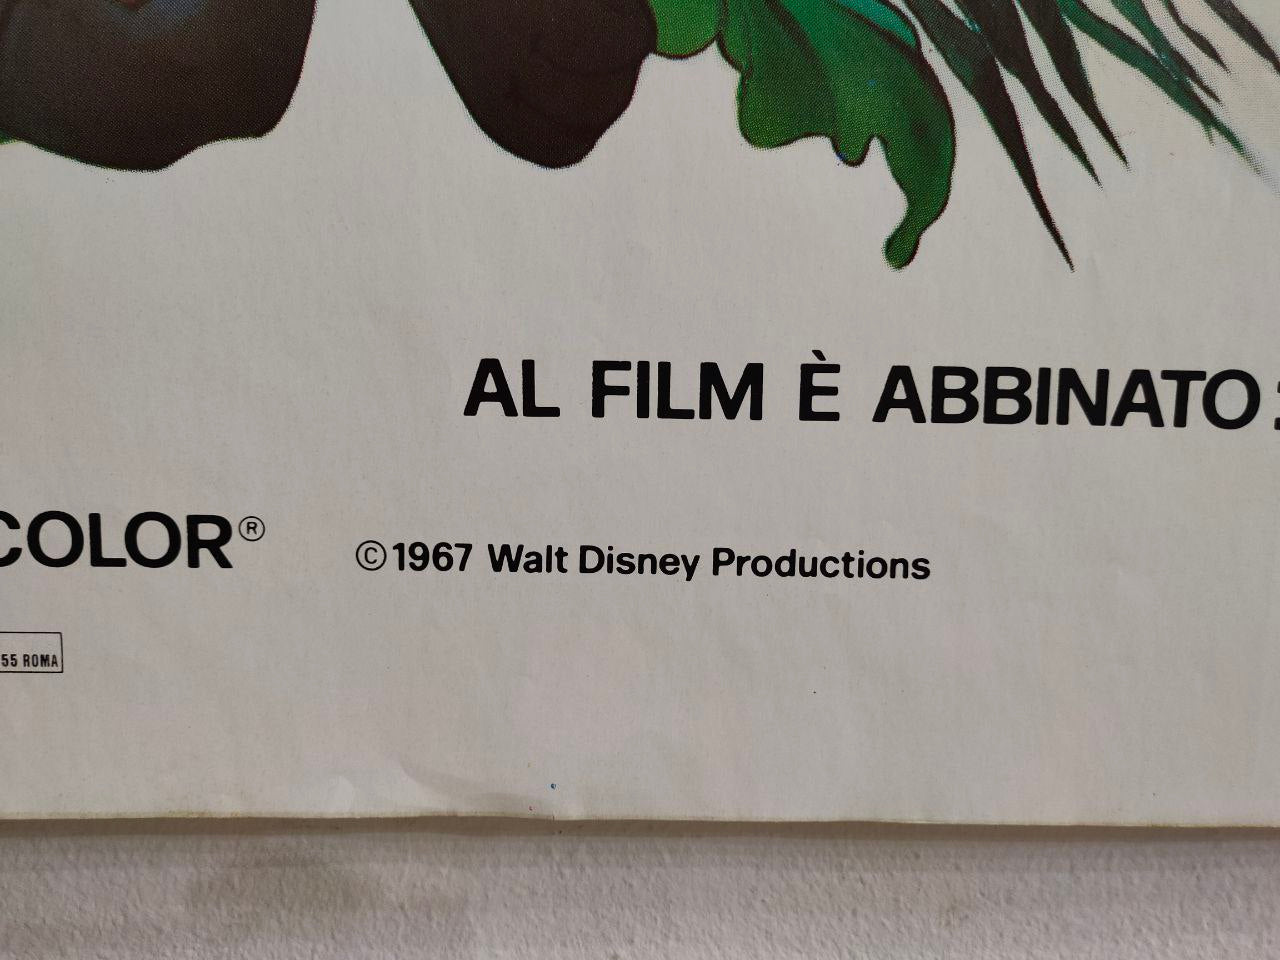 AL FILM È ABBINATO
COLOR®
©1967 Walt Disney Productions
55 ROMA